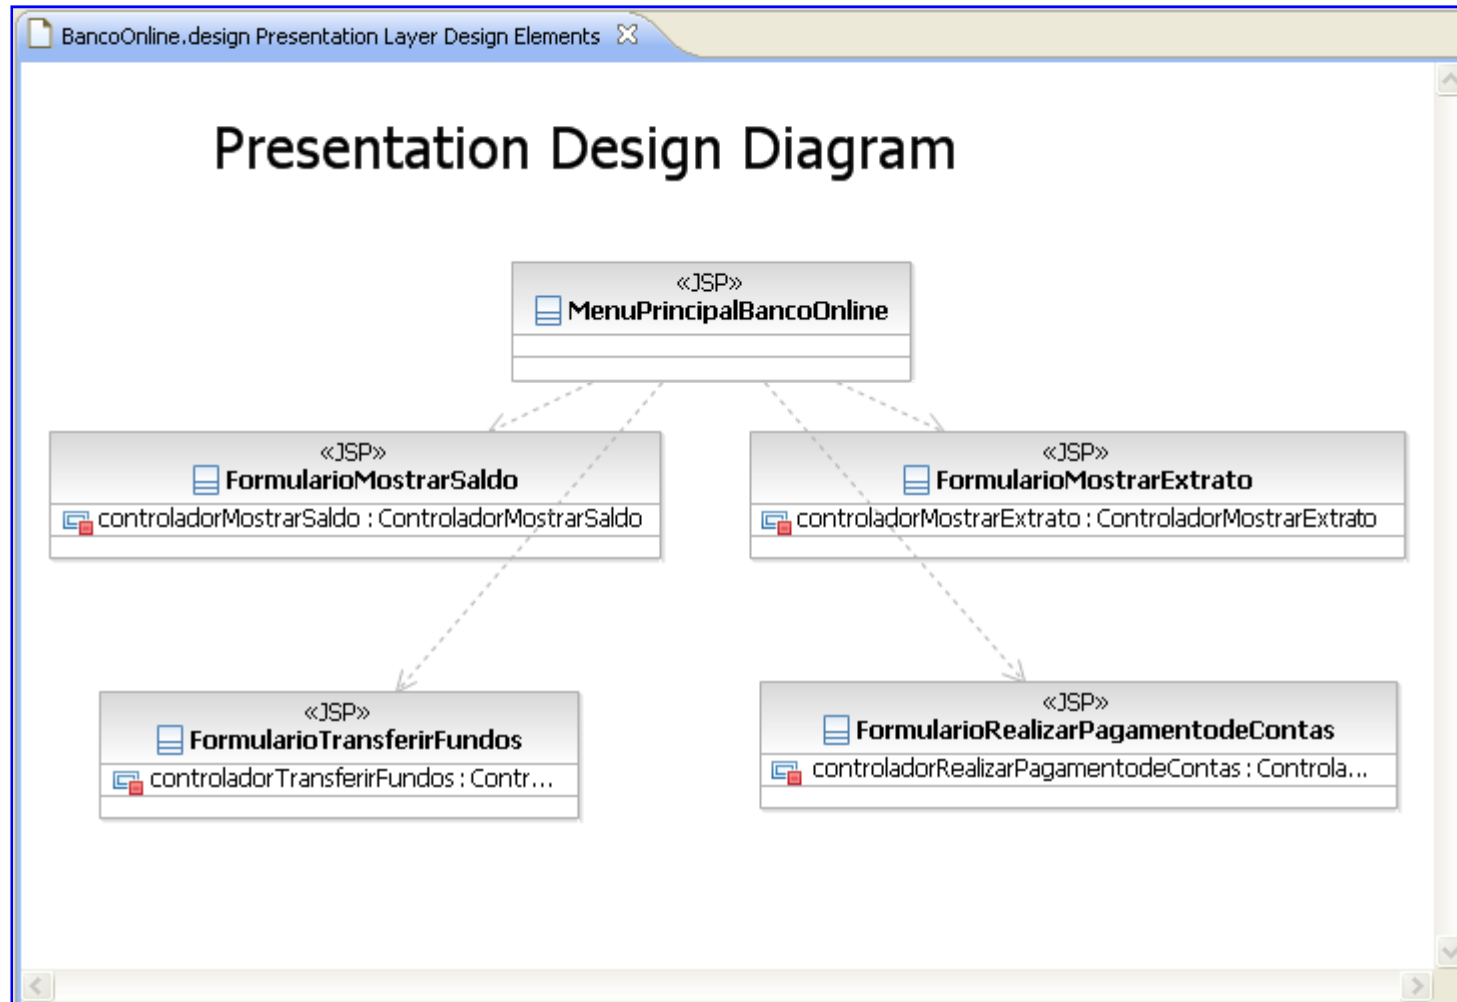 BancoOnline.design Presentation Layer Design Elements
Presentation Design Diagram
«JSP»
MenuPrincipalBancoOnline
«JSP»
FormularioMostrarSaldo
controladorMostrarSaldo : ControladorMostrarSaldo
«JSP»
FormularioMostrarExtrato
controladorMostrarExtrato : ControladorMostrarExtrato
«JSP»
FormularioTransferirFundos
controladorTransferirFundos : Contr...
«JSP»
FormularioRealizarPagamentodeContas
controladorRealizarPagamentodeContas : Controla...